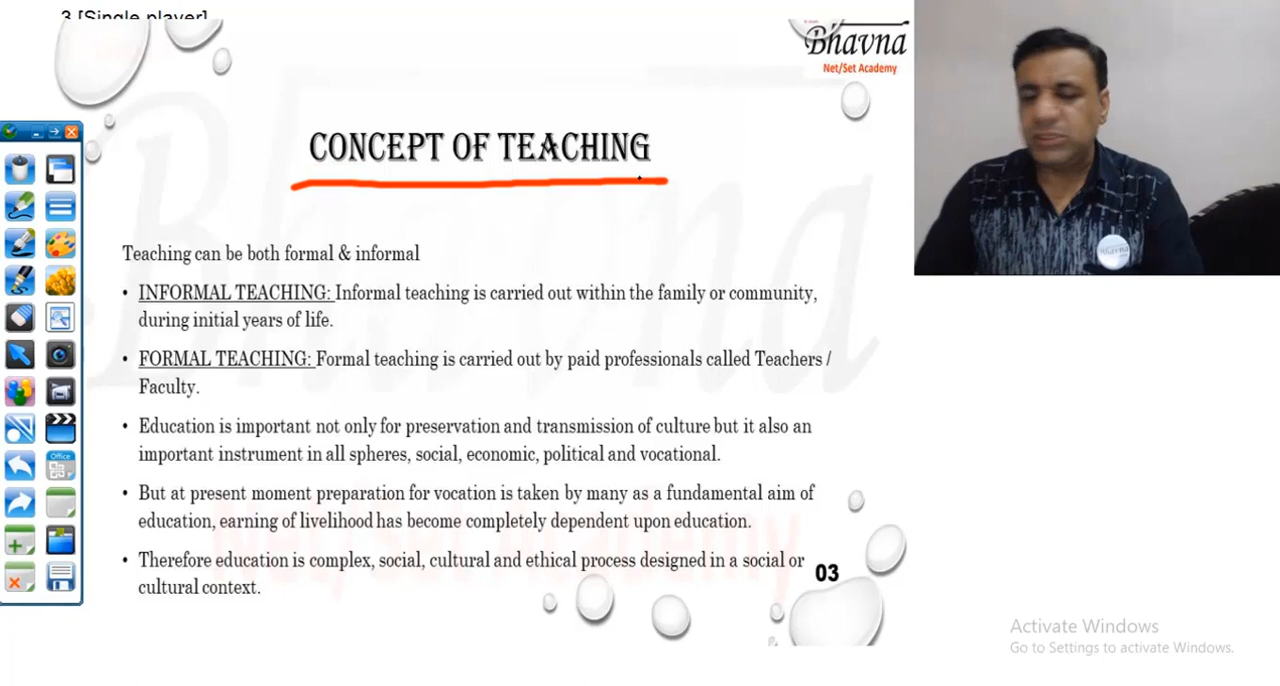 3 [Single player]
Bhavna
Net/Set Academy
CONCEPT OF TEACHING
Teaching can be both formal & informal
• INFORMAL TEACHING: Informal teaching is carried out within the family or community,
during initial years of life.
• FORMAL TEACHING: Formal teaching is carried out by paid professionals called Teachers /
Faculty.
• Education is important not only for preservation and transmission of culture but it also an
important instrument in all spheres, social, economic, political and vocational.
• But at present moment preparation for vocation is taken by many as a fundamental aim of
education, earning of livelihood has become completely dependent upon education.
• Therefore education is complex, social, cultural and ethical process designed in a social or
cultural context.
03
Office
Bhavna
Bhavna
Net/Set Academy
Activate Windows
Go to Settings to activate Windows.